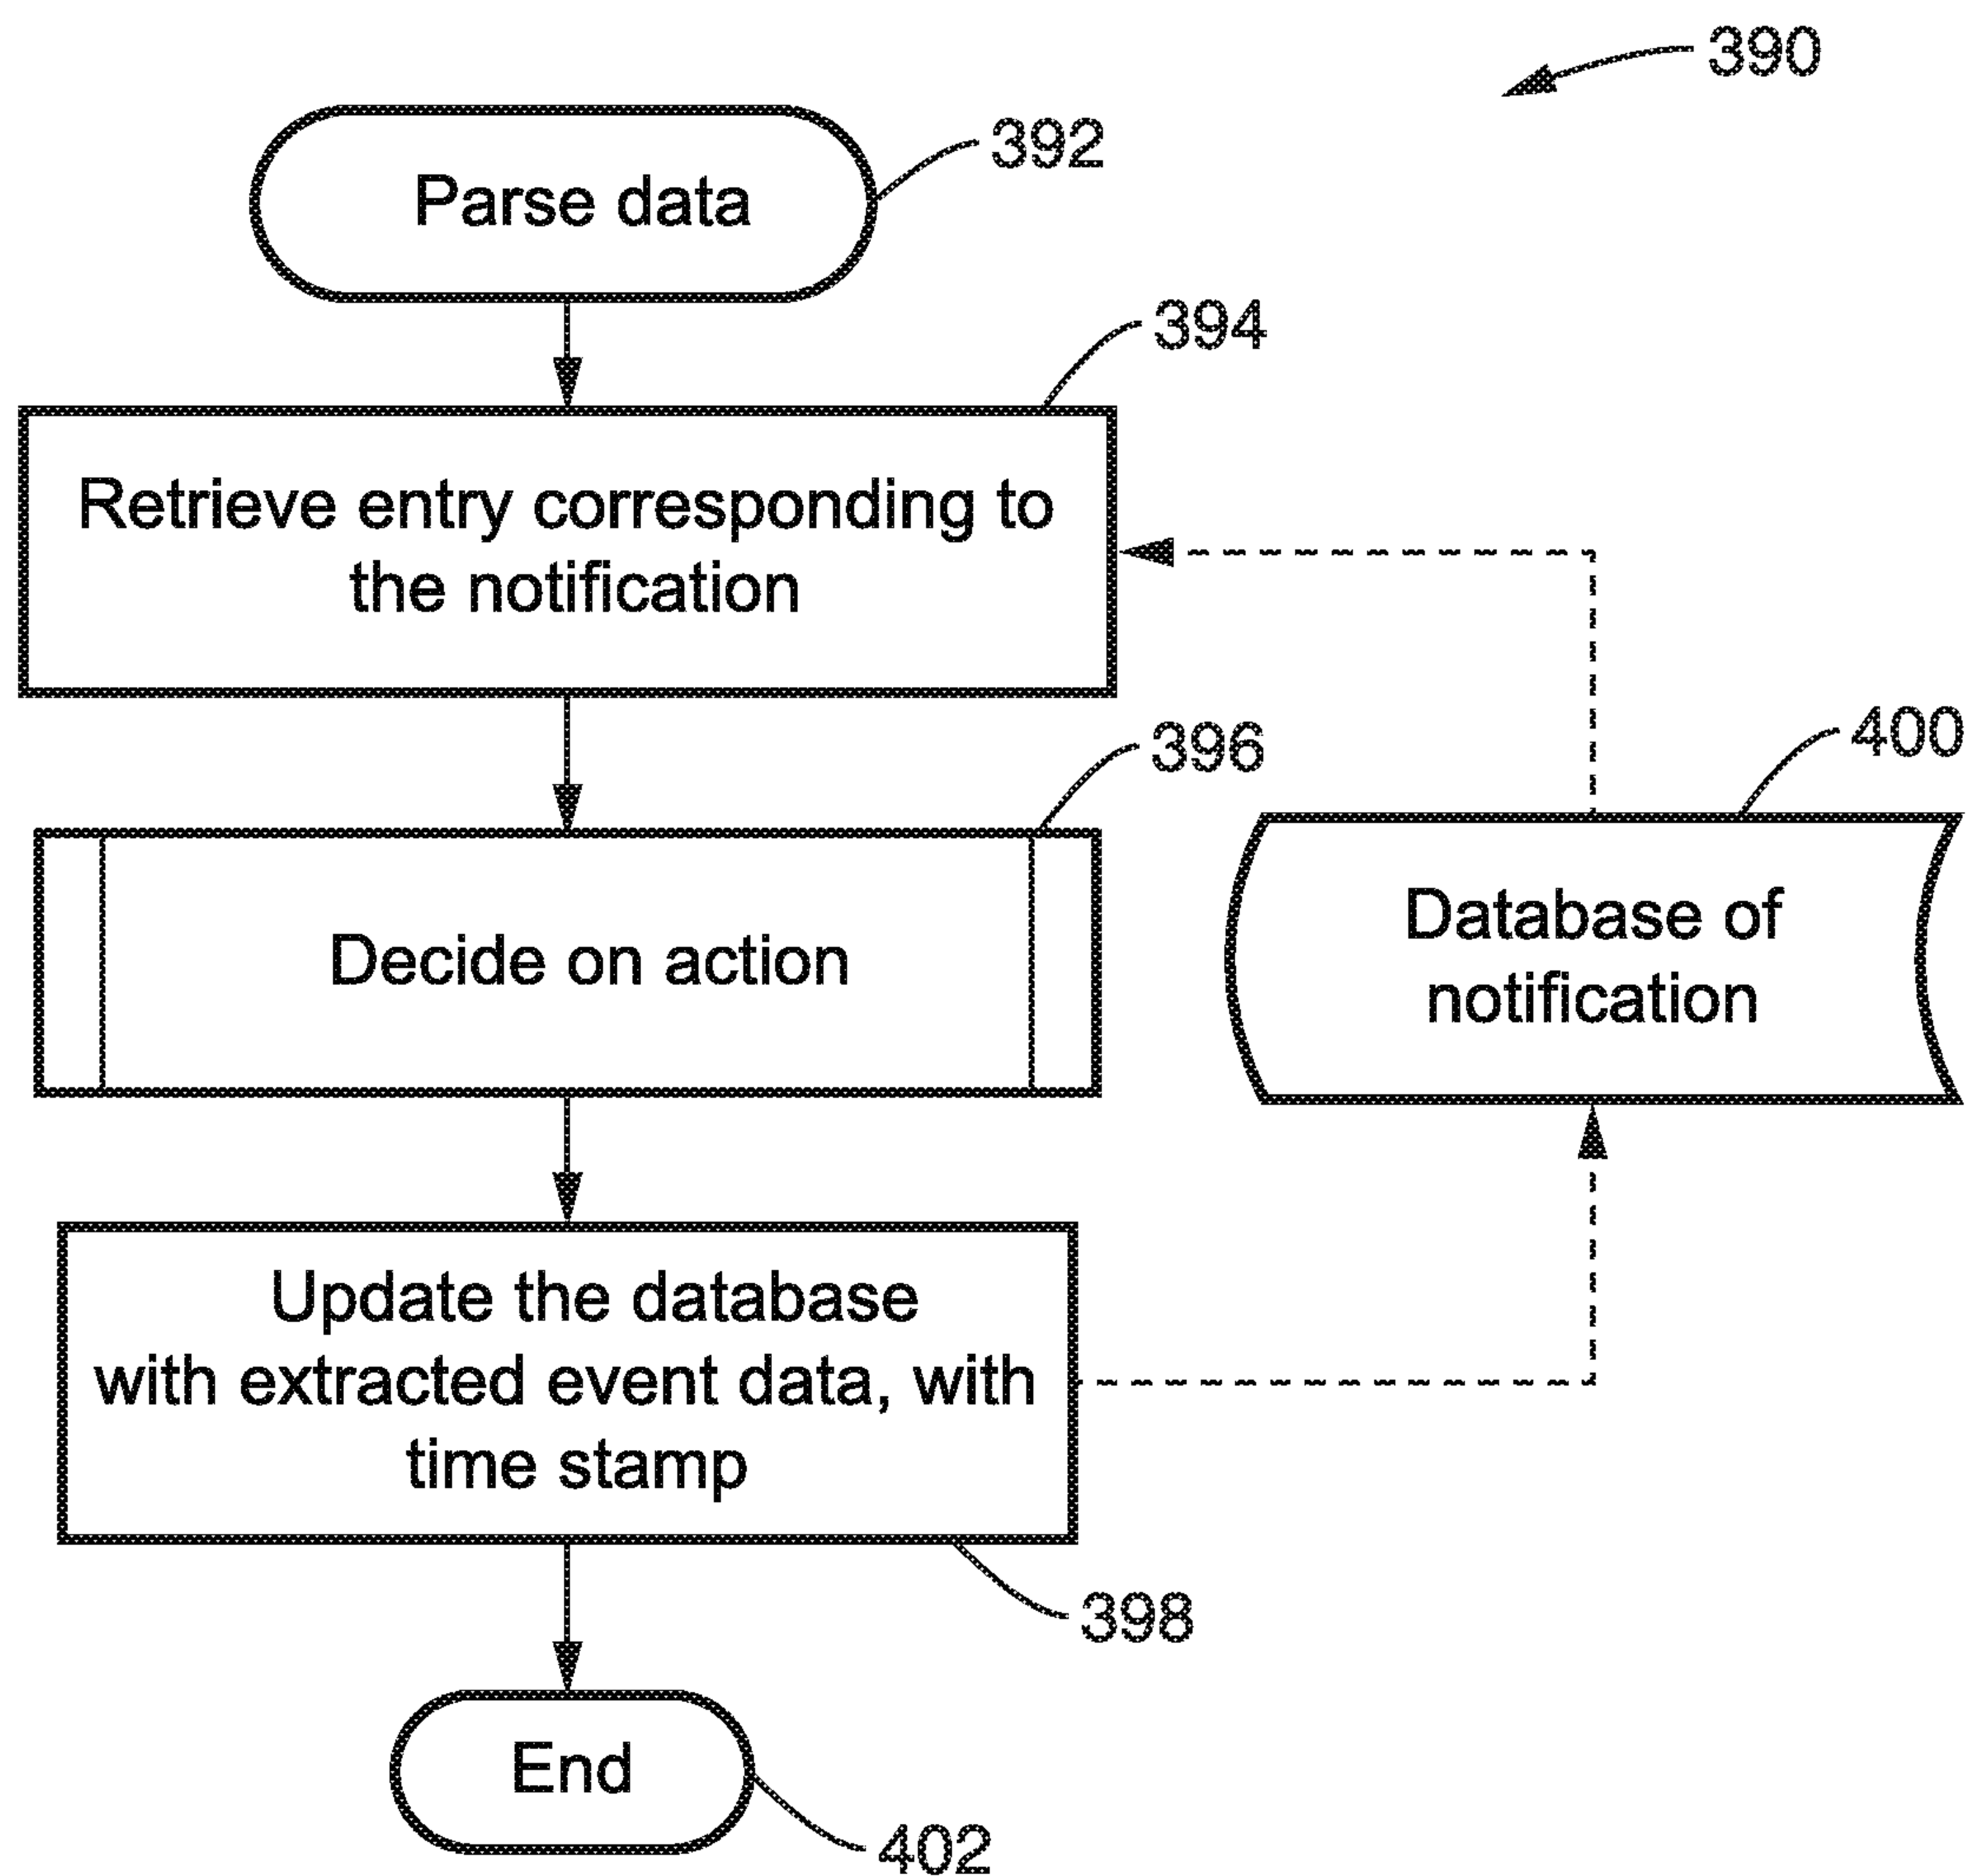 390
392
Parse data
394
Retrieve entry corresponding to
the notification
396
400
Decide on action
Database of
notification
Update the database
with extracted event data, with
time stamp
398
End
402